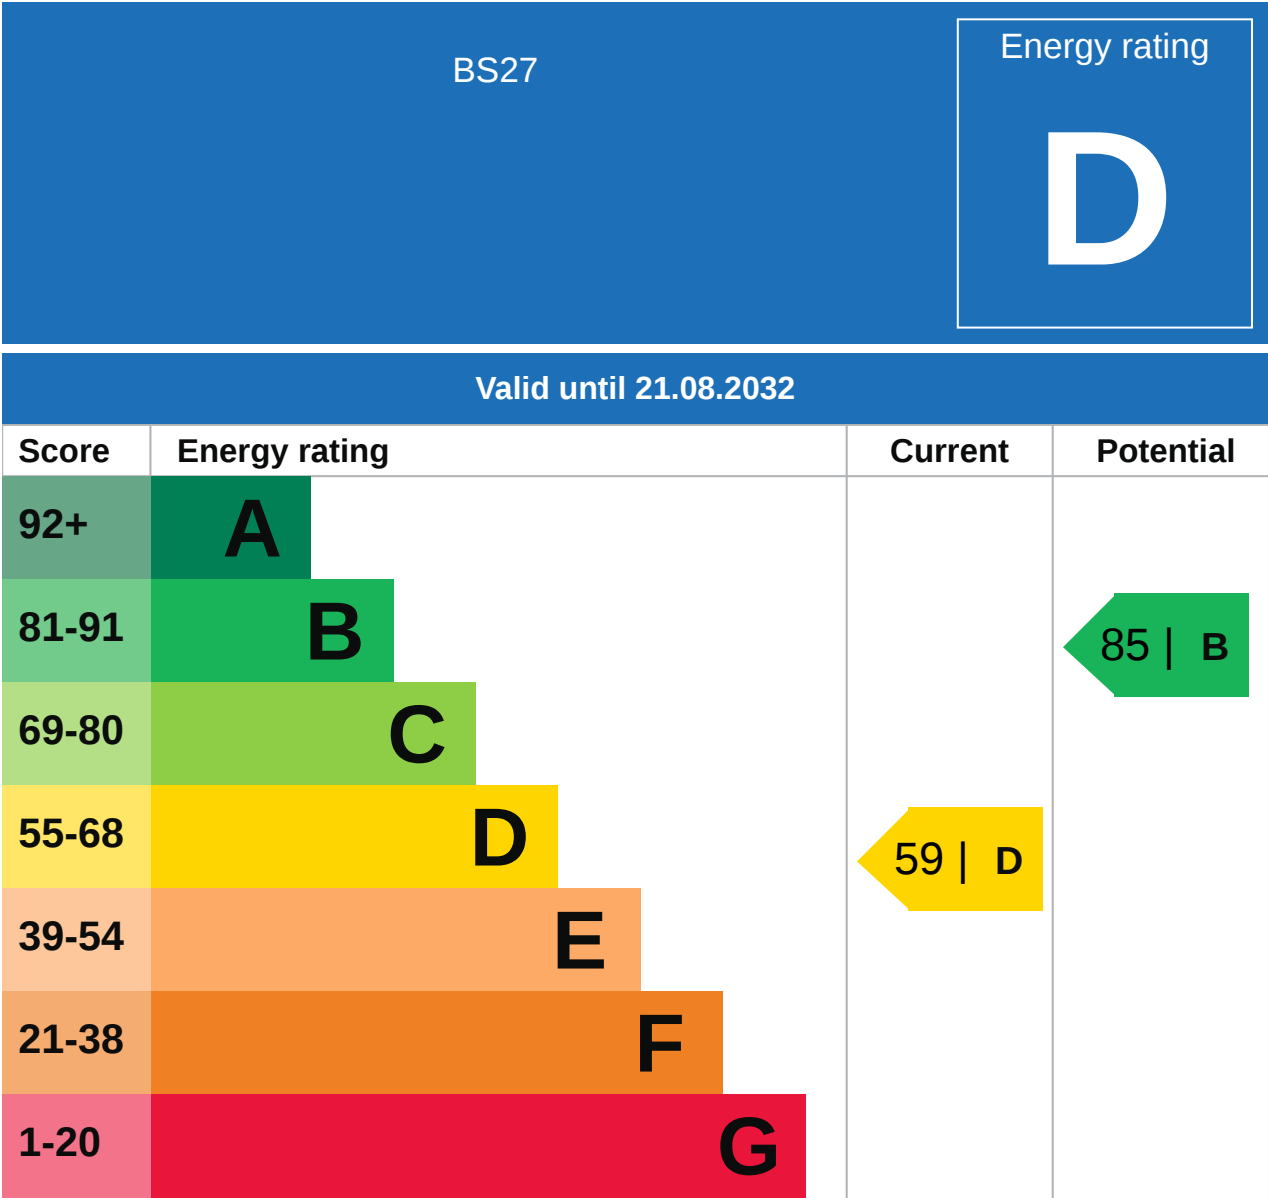 BS27
Energy rating
D
Valid until 21.08.2032
Score Energy rating Current Potential
92+ A
81-91 B 85 | B
69-80 C
55-68 D 59 | D
39-54 E
21-38 F
1-20 G